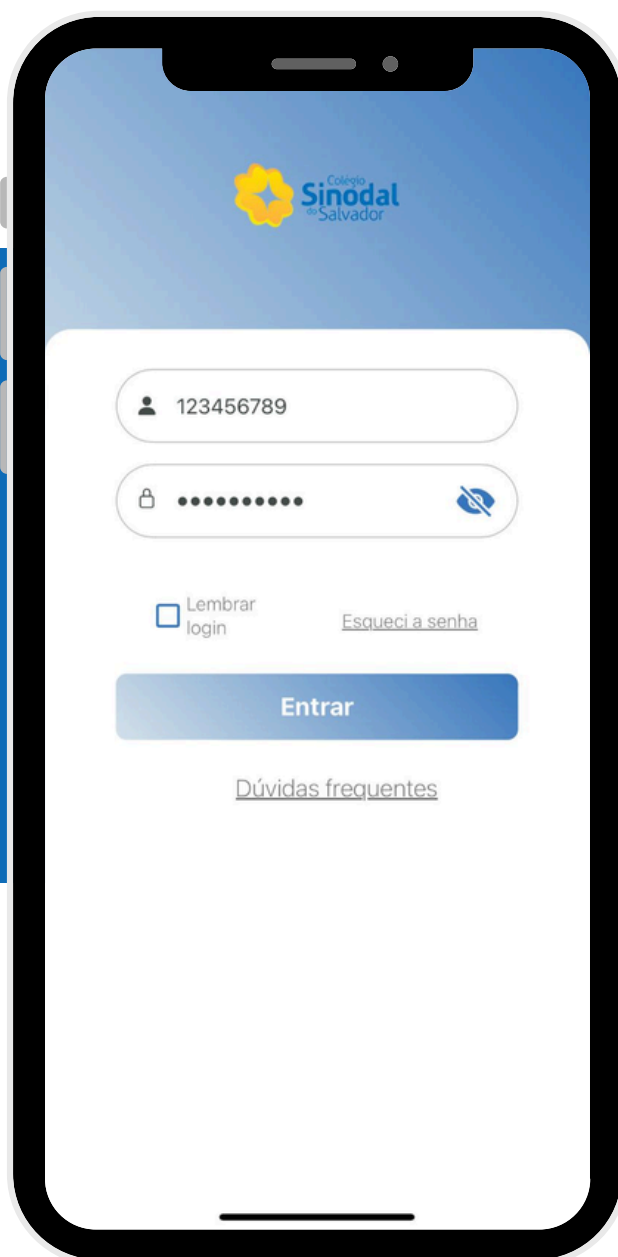 Colégio
Sinodal
do Salvador
123456789
••••••••••
Lembrar
login
Esqueci a senha
Entrar
Dúvidas frequentes